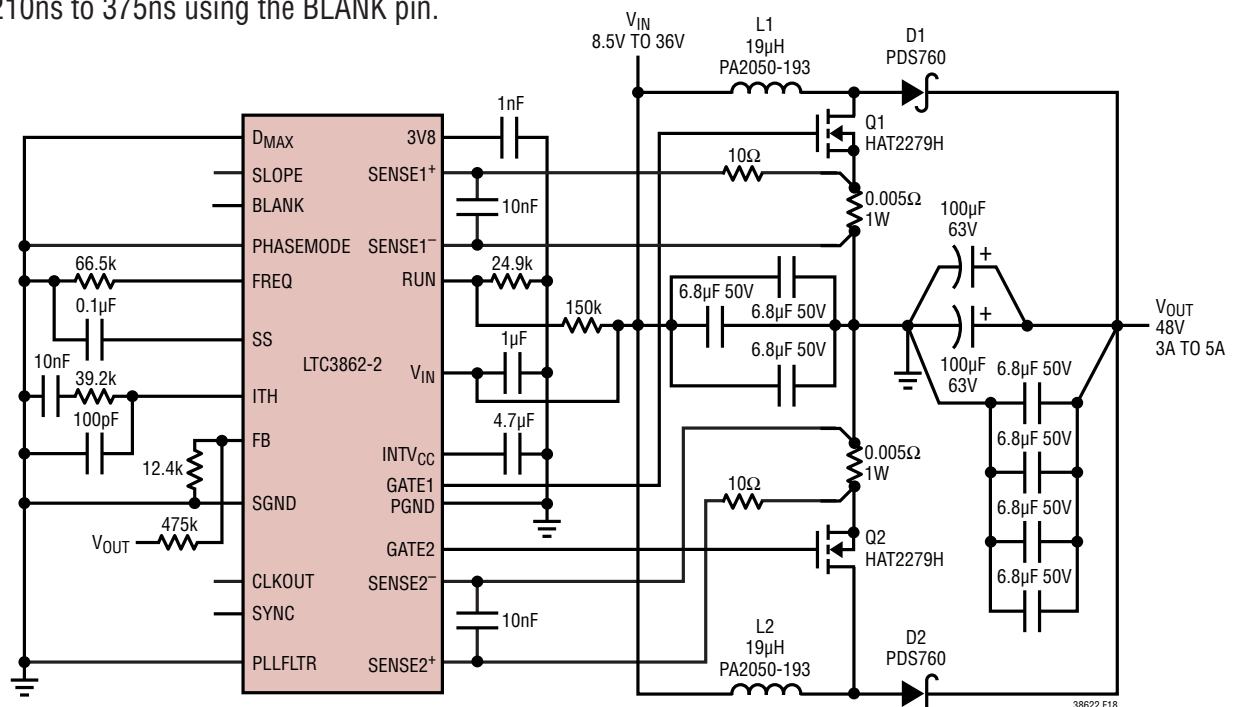 210ns to 375ns using the BLANK pin.
VIN
8.5V TO 36V
L1
19µH
PA2050-193
D1
PDS760
1nF
DMAX
3V8
Q1
HAT2279H
10Ω
SLOPE
SENSE1+
BLANK
10nF
0.005Ω
1W
100µF
63V
PHASEMODE
SENSE1–
66.5k
FREQ
RUN
24.9k
6.8µF 50V
6.8µF 50V
+
0.1µF
150k
VOUT
48V
3A TO 5A
SS
1µF
6.8µF 50V
+
100µF
63V
LTC3862-2
10nF
39.2k
VIN
6.8µF 50V
ITH
100pF
4.7µF
FB
INTVCC
0.005Ω
1W
6.8µF 50V
12.4k
GATE1
10Ω
SGND
PGND
6.8µF 50V
475k
VOUT
GATE2
Q2
HAT2279H
6.8µF 50V
CLKOUT
SENSE2–
SYNC
10nF
L2
19µH
PA2050-193
D2
PDS760
PLLFLTR
SENSE2+
38622 F18